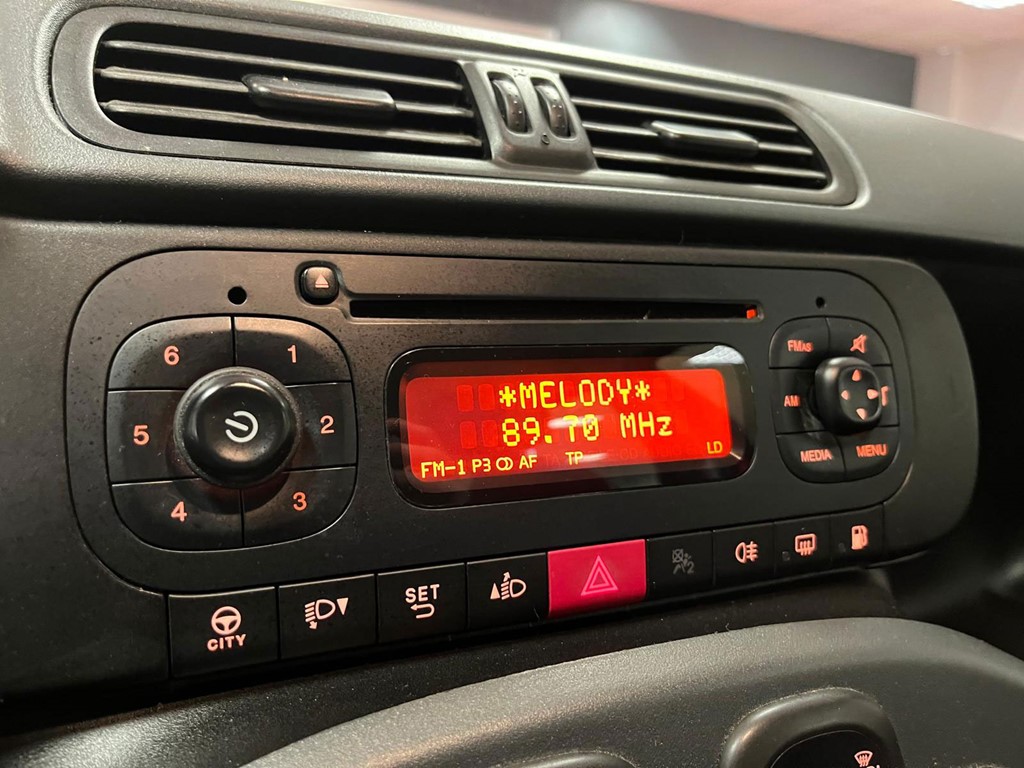 6 1
5 2
4 3
*MELODY*
89.70 MHz
FM-1 P3 AF TP LD
FMAS
AM
MEDIA MENU
CITY
SET